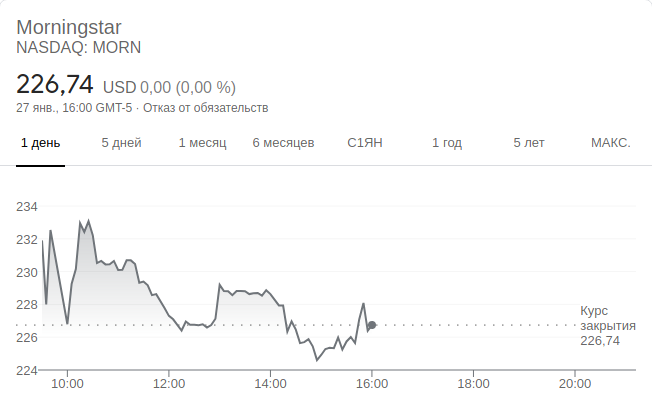 Morningstar
NASDAQ: MORN
226,74 USD 0,00 (0,00 %)
27 янв., 16:00 GMT-5 · Отказ от обязательств
1 день 5 дней 1 месяц 6 месяцев С1ЯН 1 год 5 лет МАКС.
234
232
230
228
226
224
Курс
закрытия
226,74
10:00 12:00 14:00 16:00 18:00 20:00